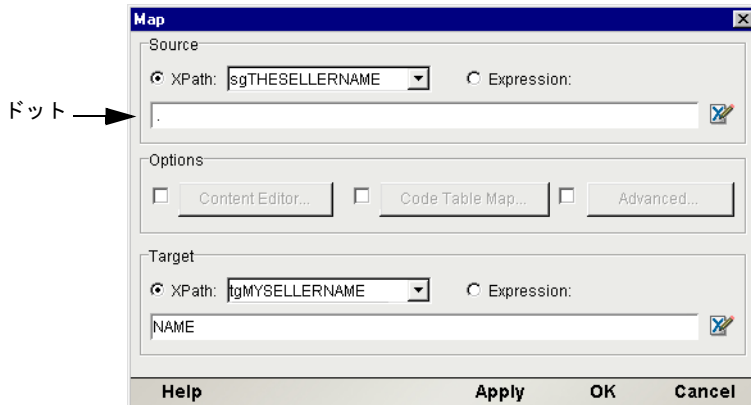 Map
Source
XPath: sgTHESELLERNAME Expression:
ドット
.
Options
Content Editor... Code Table Map... Advanced...
Target
XPath: tgMYSELLERNAME Expression:
NAME
Help Apply OK Cancel